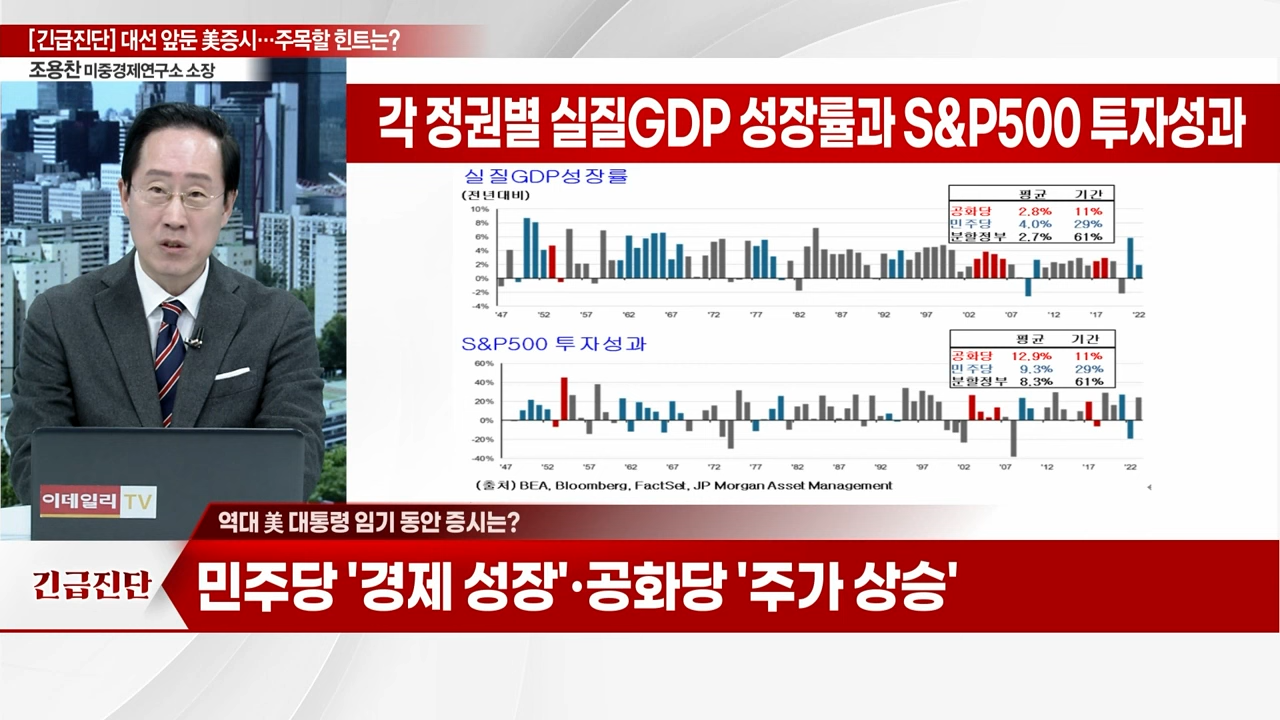 [긴급진단] 대선 앞둔 美증시…주목할 힌트는?
조용찬 미중경제연구소 소장
각 정권별 실질GDP 성장률과 S&P500 투자성과
실질GDP성장률
(전년대비)
평균 기간
공화당 2.8% 11%
민주당 4.0% 29%
분할정부 2.7% 61%
10%
8%
6%
4%
2%
0%
-2%
-4%
'47 '52 '57 '62 '67 '72 '77 '82 '87 '92 '97 '02 '07 '12 '17 '22
S&P500 투자성과
평균 기간
공화당 12.9% 11%
민주당 9.3% 29%
분할정부 8.3% 61%
60%
40%
20%
0%
-20%
-40%
'47 '52 '57 '62 '67 '72 '77 '82 '87 '92 '97 '02 '07 '12 '17 '22
(출처) BEA, Bloomberg, FactSet, JP Morgan Asset Management
이데일리 TV
역대 美 대통령 임기 동안 증시는?
긴급진단
민주당 '경제 성장'·공화당 '주가 상승'